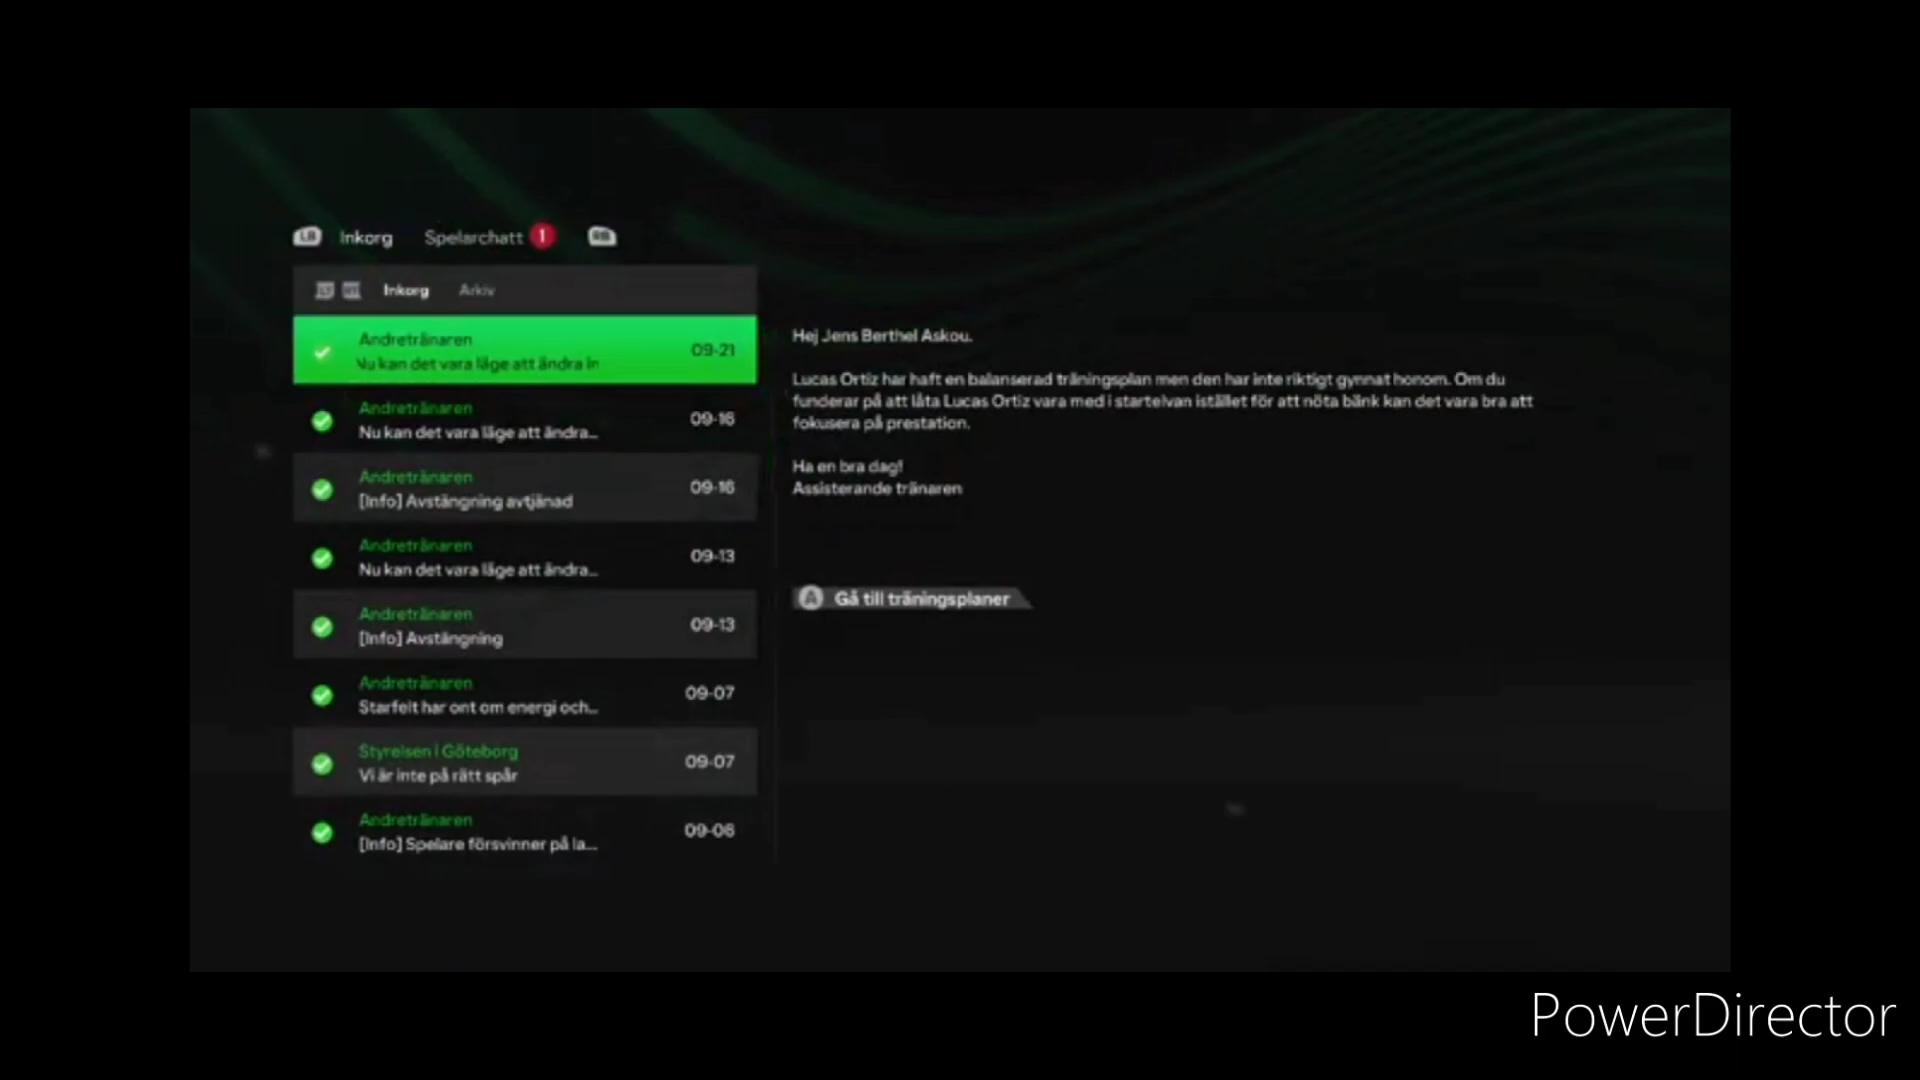 LB Inkorg Spelarchatt 1 RB
Inkorg Arkiv
Andretränaren
Nu kan det vara läge att ändra in
09-21
Andretränaren
Nu kan det vara läge att ändra...
09-16
Andretränaren
[Info] Avstängning avtjänad
09-16
Andretränaren
Nu kan det vara läge att ändra...
09-13
Andretränaren
[Info] Avstängning
09-13
Andretränaren
Starfelt har ont om energi och...
09-07
Styrelsen i Göteborg
Vi är inte på rätt spår
09-07
Andretränaren
[Info] Spelare försvinner på la...
09-06
Hej Jens Berthel Askou.
Lucas Ortiz har haft en balanserad träningsplan men den har inte riktigt gynnat honom. Om du
funderar på att låta Lucas Ortiz vara med i startelvan istället för att nöta bänk kan det vara bra att
fokusera på prestation.
Ha en bra dag!
Assisterande tränaren
A Gå till träningsplaner
PowerDirector